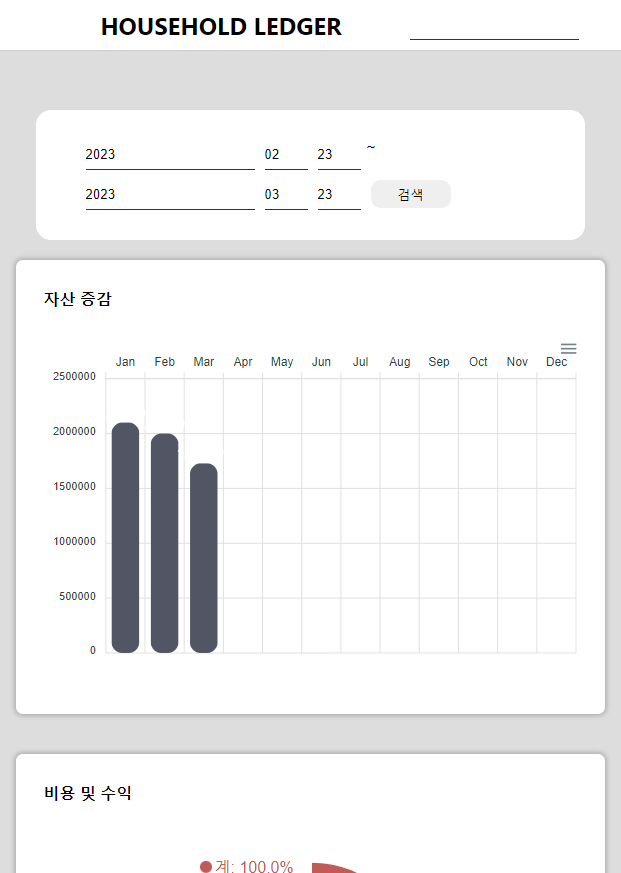 HOUSEHOLD LEDGER
2023 02 23 ~
2023 03 23 검색
자산 증감
Jan Feb Mar Apr May Jun Jul Aug Sep Oct Nov Dec
2500000
2000000
1500000
1000000
500000
0
비용 및 수익
계: 100.0%